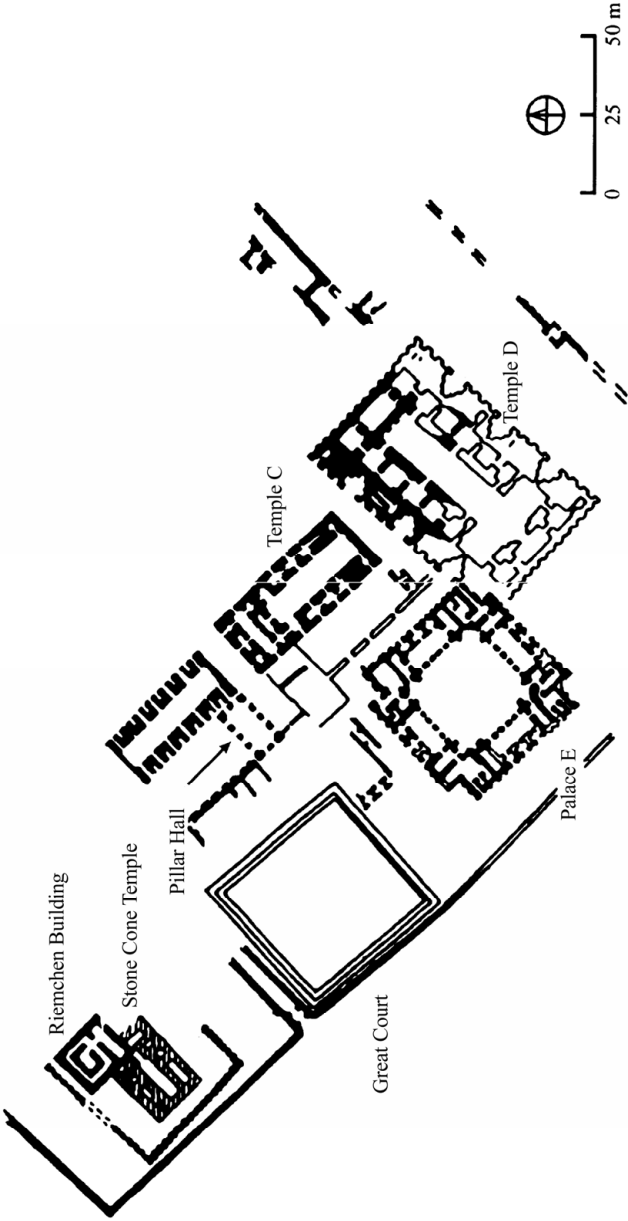 Riemchen Building
Stone Cone Temple
Pillar Hall
Great Court
Temple C
Palace E
Temple D
0 25 50 m